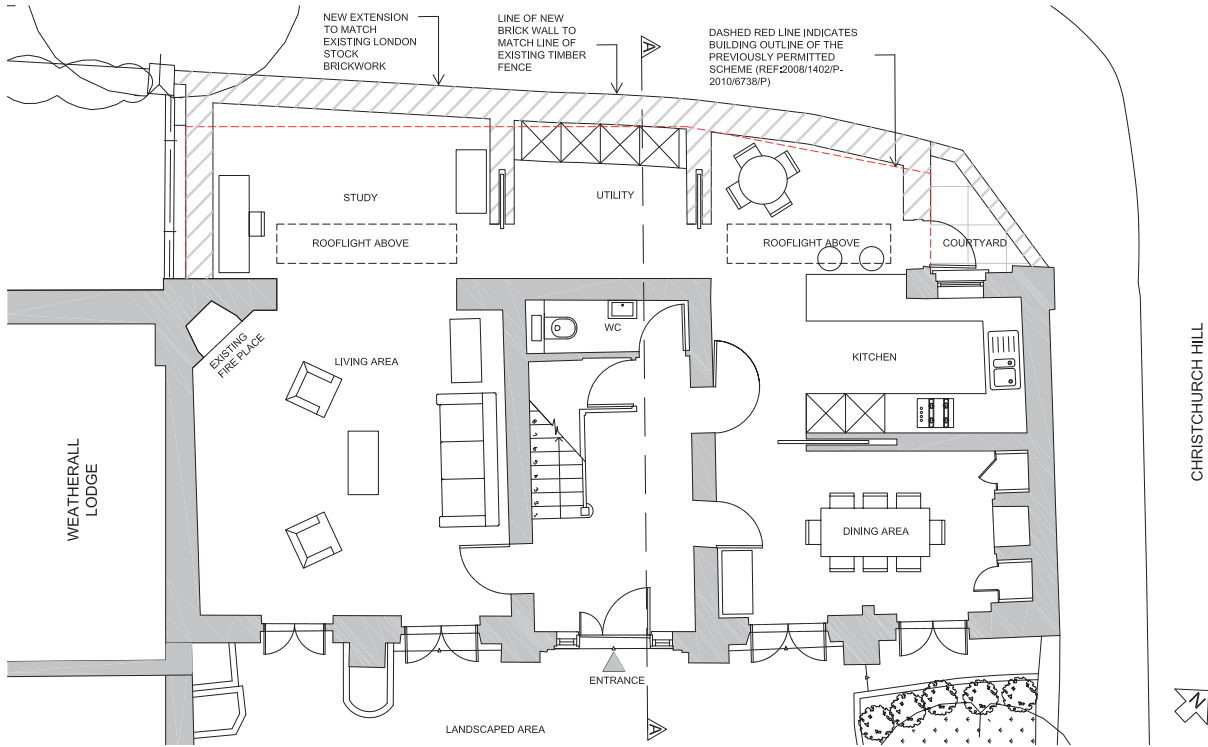 NEW EXTENSION
TO MATCH
EXISTING LONDON
STOCK
BRICKWORK
LINE OF NEW
BRICK WALL TO
MATCH LINE OF
EXISTING TIMBER
FENCE
A
DASHED RED LINE INDICATES
BUILDING OUTLINE OF THE
PREVIOUSLY PERMITTED
SCHEME (REF:2008/1402/P-
2010/6738/P)
STUDY
UTILITY
ROOFLIGHT ABOVE
ROOFLIGHT ABOVE
COURTYARD
WC
EXISTING
FIRE PLACE
LIVING AREA
KITCHEN
CHRISTCHURCH HILL
WEATHERALL
LODGE
DINING AREA
ENTRANCE
LANDSCAPED AREA
A
N